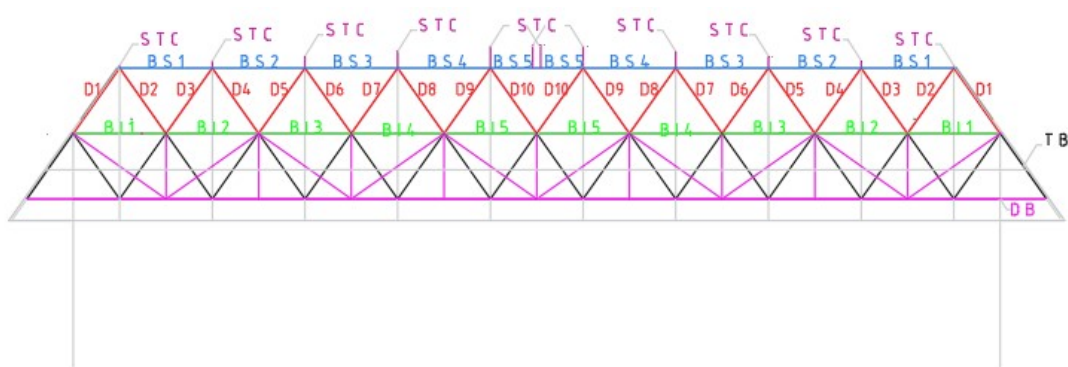 STC STC STC STC STC STC STC STC STC
BS1 BS2 BS3 BS4 BS5 BS5 BS4 BS3 BS2 BS1
D1 D2 D3 D4 D5 D6 D7 D8 D9 D10 D10 D9 D8 D7 D6 D5 D4 D3 D2 D1
BI1 BI2 BI3 BI4 BI5 BI5 BI4 BI3 BI2 BI1
TB
DB